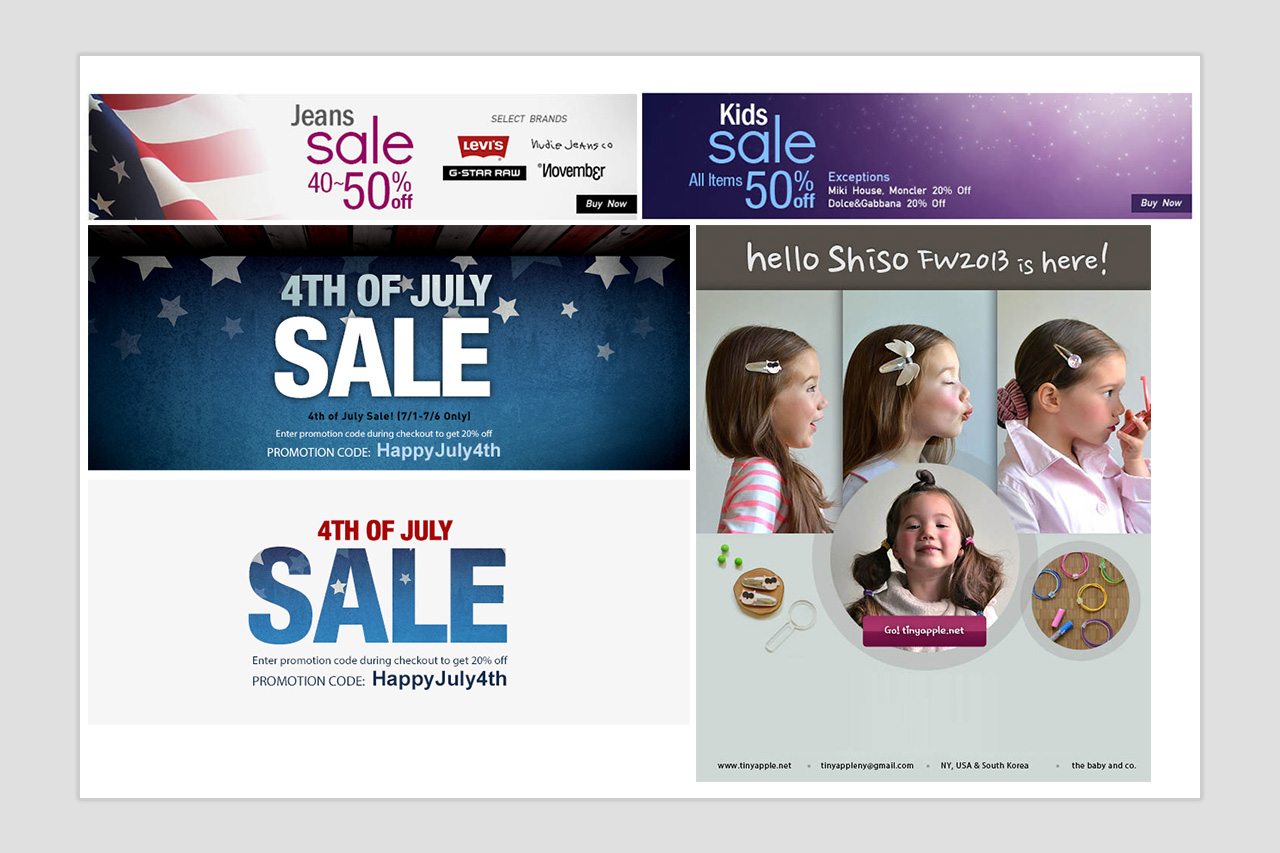 Jeans
sale
40~50% off
SELECT BRANDS
LEVI'S
Nudie Jeans co
G-STAR RAW
November
Buy Now
Kids
sale
All Items 50% off
Exceptions
Miki House, Moncler 20% Off
Dolce&Gabbana 20% Off
Buy Now
4TH OF JULY
SALE
4th of July Sale! (7/1-7/6 Only)
Enter promotion code during checkout to get 20% off
PROMOTION CODE: HappyJuly4th
4TH OF JULY
SALE
Enter promotion code during checkout to get 20% off
PROMOTION CODE: HappyJuly4th
hello Shiso FW2013 is here!
Go! tinyapple.net
www.tinyapple.net • tinyappleny@gmail.com • NY, USA & South Korea • the baby and co.